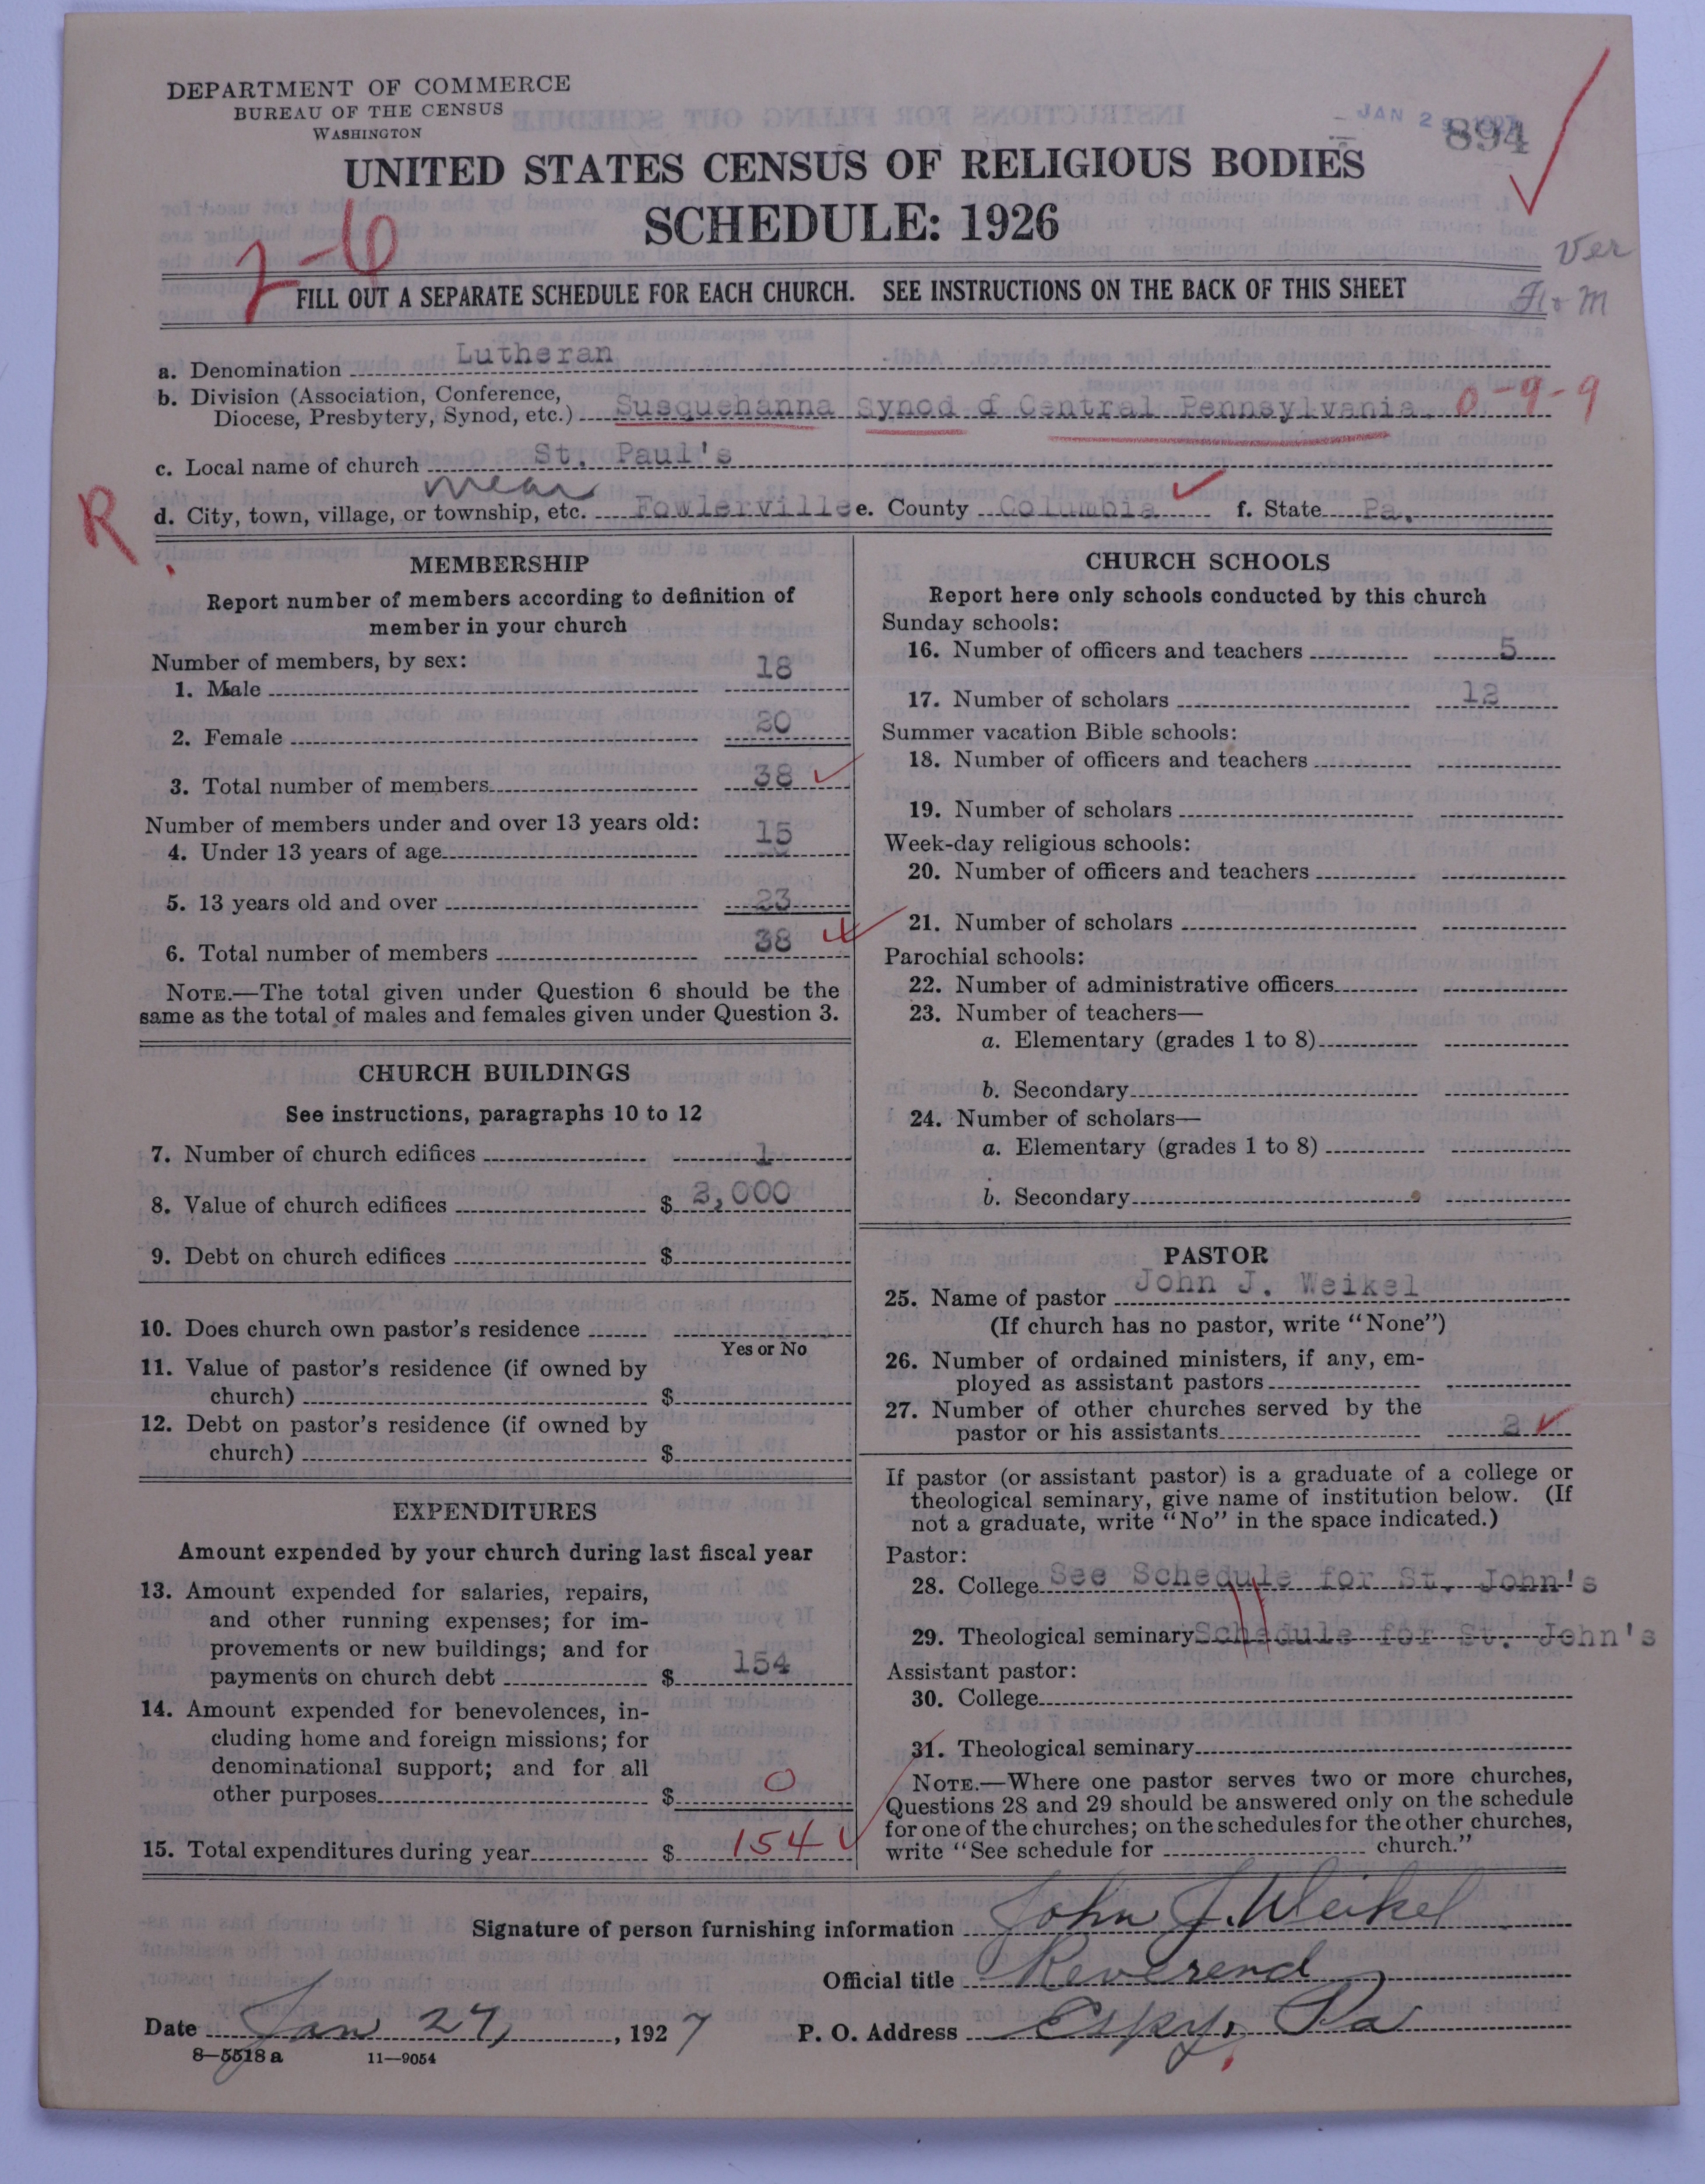 DEPARTMENT OF COMMERCE
BUREAU OF THE CENSUS
WASHINGTON
JAN 2
894
UNITED STATES CENSUS OF RELIGIOUS BODIES
SCHEDULE: 1926
2-6
Ver
FILL OUT A SEPARATE SCHEDULE FOR EACH CHURCH. SEE INSTRUCTIONS ON THE BACK OF THIS SHEET
M
a. Denomination Lutheran
b. Division (Association, Conference,
Diocese, Presbytery, Synod, etc.) Susquehanna Synod of Central Pennsylvania 0-9-9
c. Local name of church St. Paul's
near
R.
d. City, town, village, or township, etc. Fowlerville e. County Columbia f. State Pa.
MEMBERSHIP
Report number of members according to definition of
member in your church
Number of members, by sex:
1. Male 18
2. Female 20
3. Total number of members 38
Number of members under and over 13 years old:
4. Under 13 years of age 15
5. 13 years old and over 23
6. Total number of members 38
NOTE.—The total given under Question 6 should be the
same as the total of males and females given under Question 3.
CHURCH BUILDINGS
See instructions, paragraphs 10 to 12
7. Number of church edifices 1
8. Value of church edifices $ 3,000
9. Debt on church edifices $
10. Does church own pastor's residence
Yes or No
11. Value of pastor's residence (if owned by
church) $
12. Debt on pastor's residence (if owned by
church) $
EXPENDITURES
Amount expended by your church during last fiscal year
13. Amount expended for salaries, repairs,
and other running expenses; for im-
provements or new buildings; and for
payments on church debt $ 154
14. Amount expended for benevolences, in-
cluding home and foreign missions; for
denominational support; and for all
other purposes $ 0
15. Total expenditures during year $ 154
CHURCH SCHOOLS
Report here only schools conducted by this church
Sunday schools:
16. Number of officers and teachers 5
17. Number of scholars 12
Summer vacation Bible schools:
18. Number of officers and teachers
19. Number of scholars
Week-day religious schools:
20. Number of officers and teachers
21. Number of scholars
Parochial schools:
22. Number of administrative officers
23. Number of teachers—
a. Elementary (grades 1 to 8)
b. Secondary
24. Number of scholars—
a. Elementary (grades 1 to 8)
b. Secondary
PASTOR
25. Name of pastor John J. Weikel
(If church has no pastor, write "None")
26. Number of ordained ministers, if any, em-
ployed as assistant pastors
27. Number of other churches served by the
pastor or his assistants
If pastor (or assistant pastor) is a graduate of a college or
theological seminary, give name of institution below. (If
not a graduate, write "No" in the space indicated.)
Pastor:
28. College See Schedule for St. John's
29. Theological seminary Schedule for St. John's
Assistant pastor:
30. College
31. Theological seminary
NOTE.—Where one pastor serves two or more churches,
Questions 28 and 29 should be answered only on the schedule
for one of the churches; on the schedules for the other churches,
write "See schedule for church."
Signature of person furnishing information John J. Weikel
Official title Reverend
Date Jan 27, 1927 P. O. Address Espy, Pa
8—5518 a 11—9054